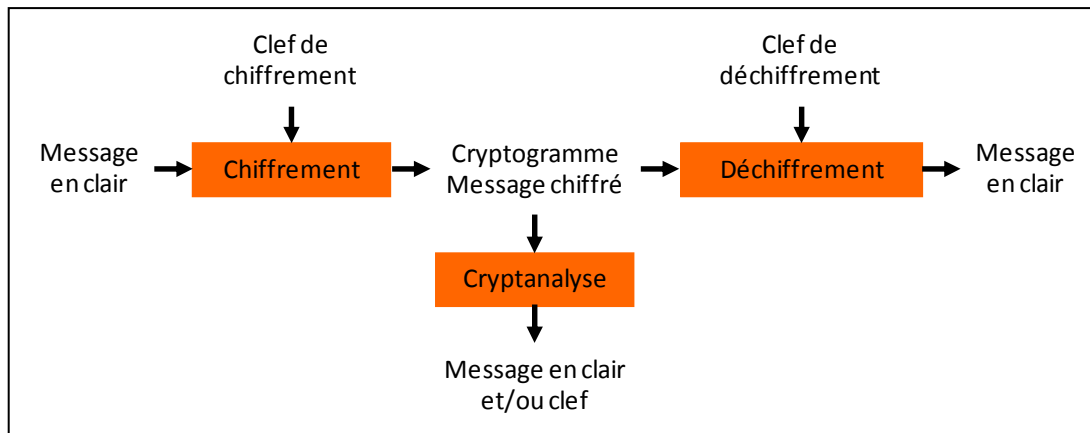 Clef de
chiffrement
Clef de
déchiffrement
Message
en clair
Chiffrement
Cryptogramme
Message chiffré
Déchiffrement
Message
en clair
Cryptanalyse
Message en clair
et/ou clef